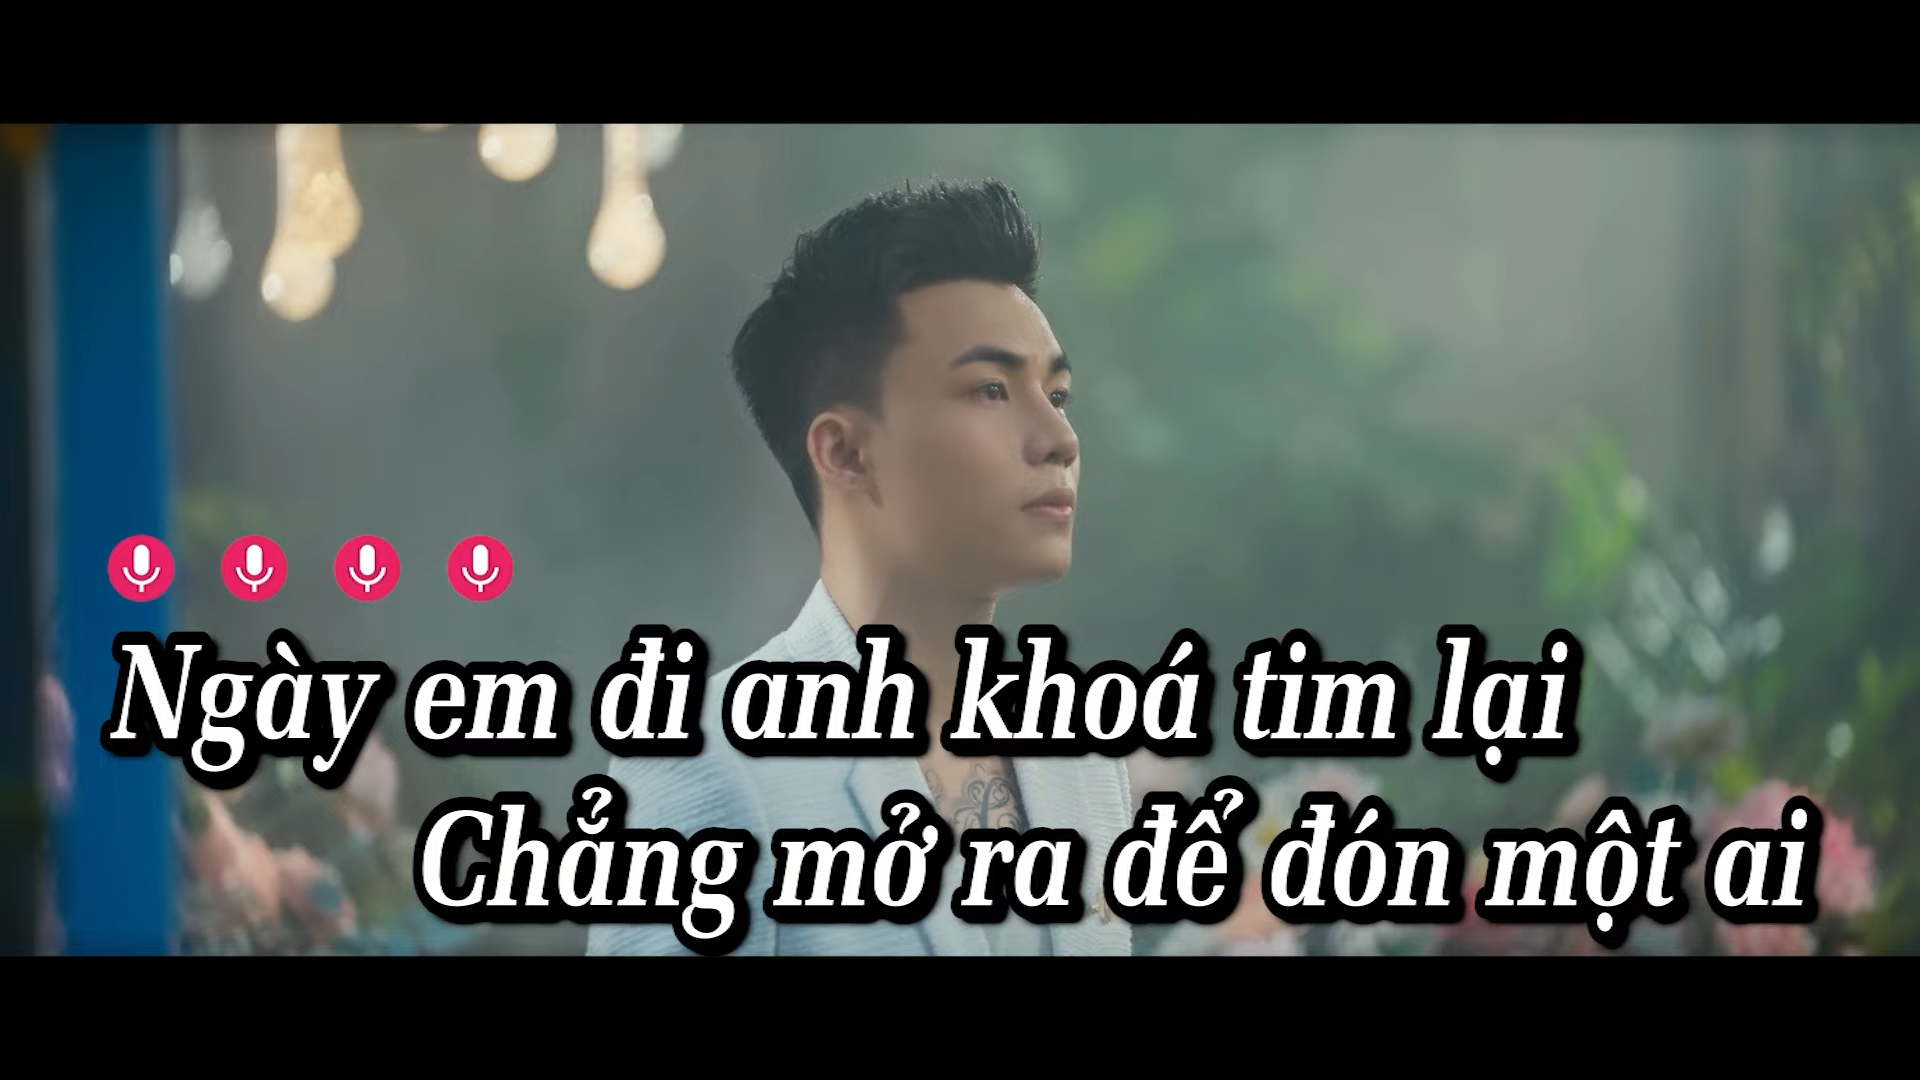 Ngày em đi anh khoá tim lại
Chẳng mở ra để đón một ai